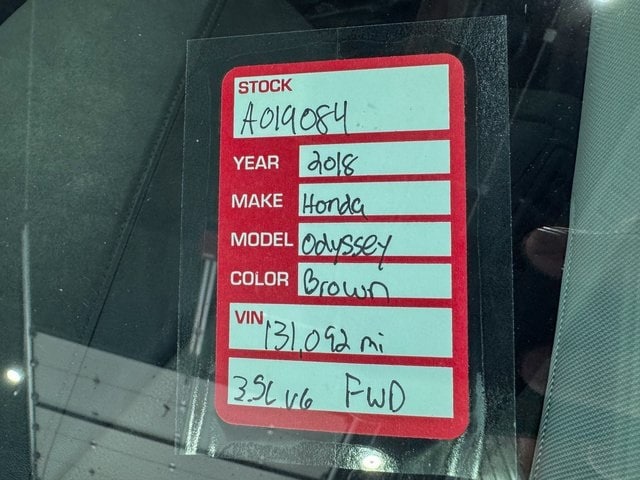 STOCK
A019084
YEAR 2018
MAKE Honda
MODEL Odyssey
COLOR Brown
VIN 131,092 mi
3.5L V6 FWD